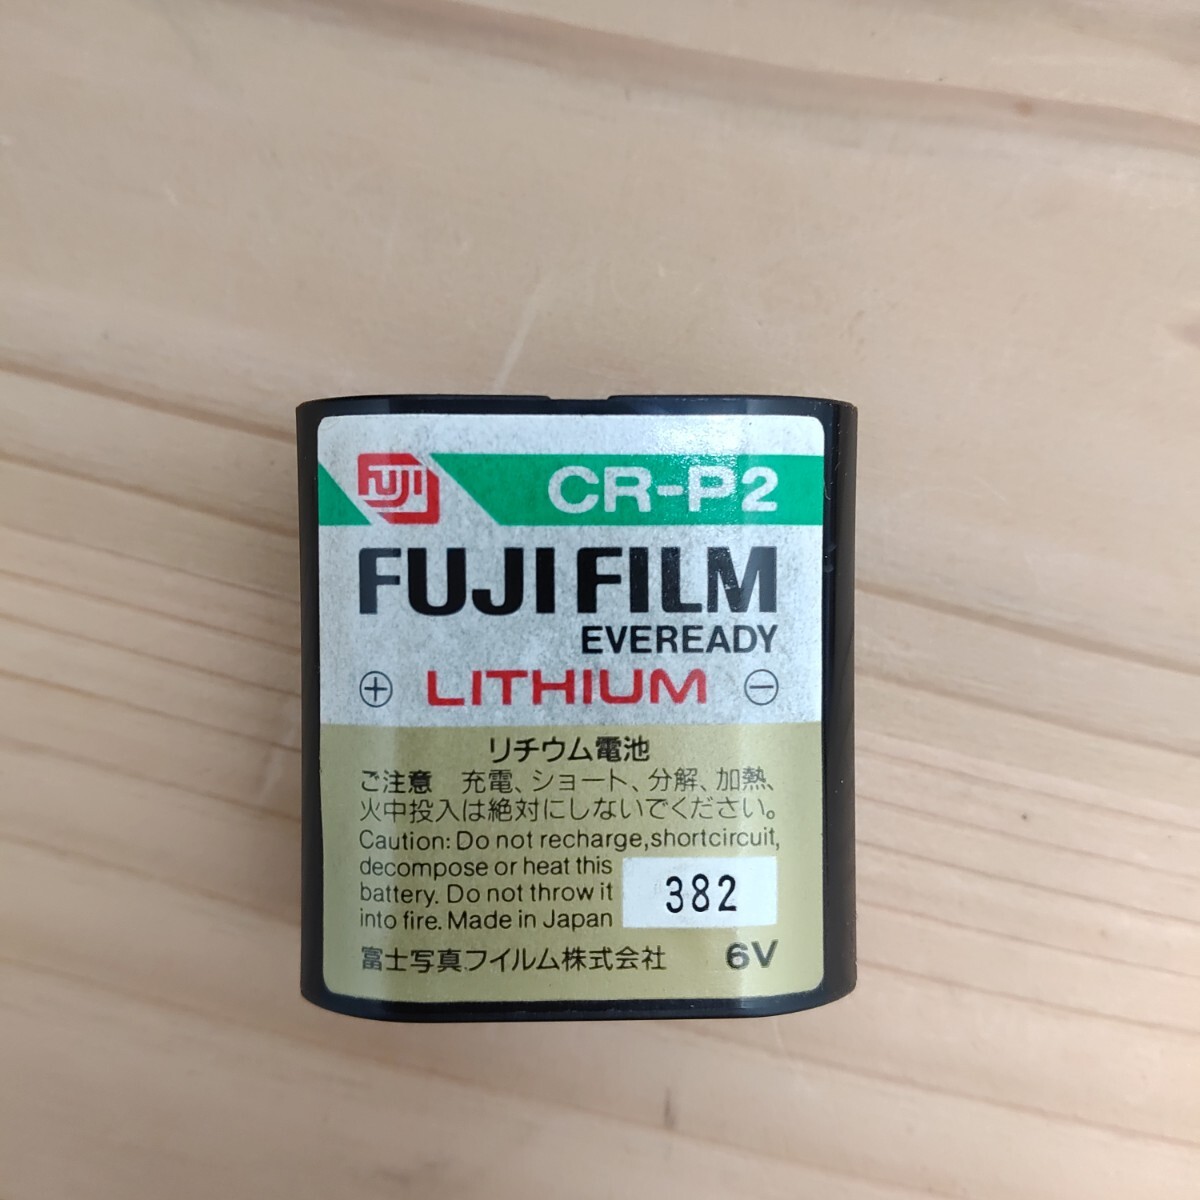 FUJI CR-P2
FUJI FILM
EVEREADY
⊕ LITHIUM ⊖
リチウム電池
ご注意 充電、ショート、分解、加熱、
火中投入は絶対にしないでください。
Caution: Do not recharge,shortcircuit,
decompose or heat this
battery. Do not throw it
into fire. Made in Japan
382
富士写真フイルム株式会社 6V